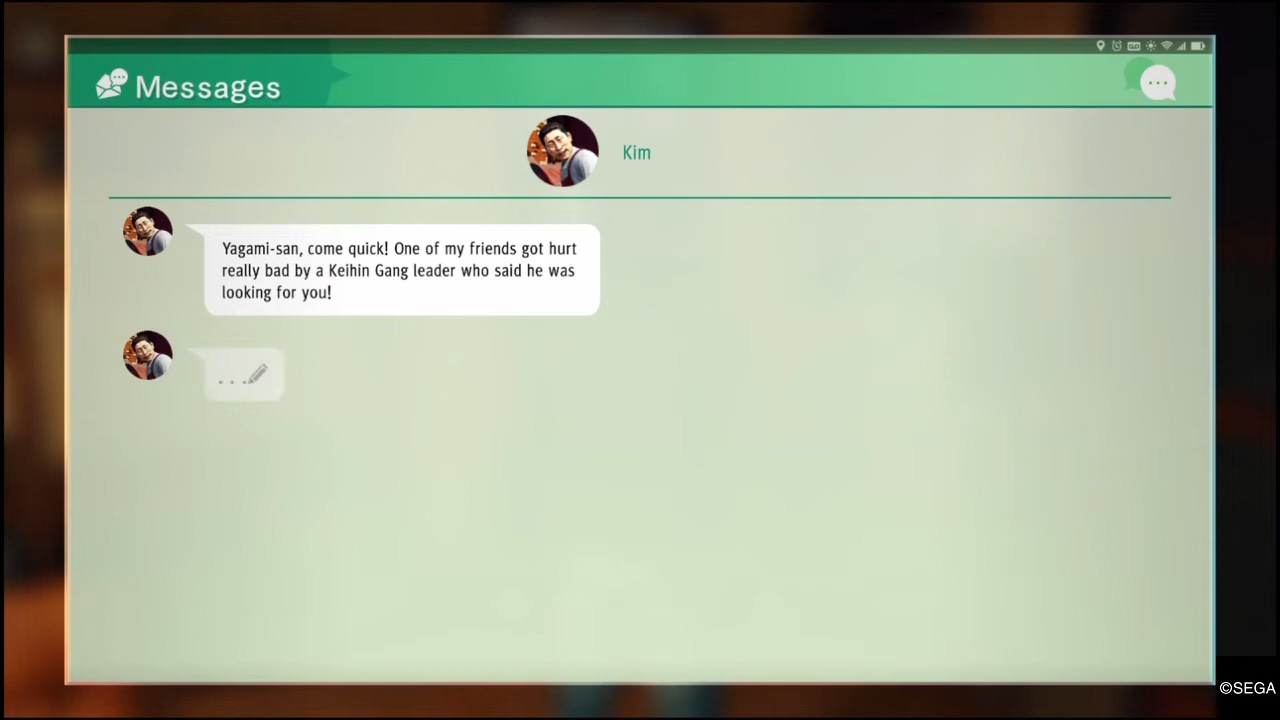 Messages
Kim
Yagami-san, come quick! One of my friends got hurt
really bad by a Keihin Gang leader who said he was
looking for you!
. . .
©SEGA